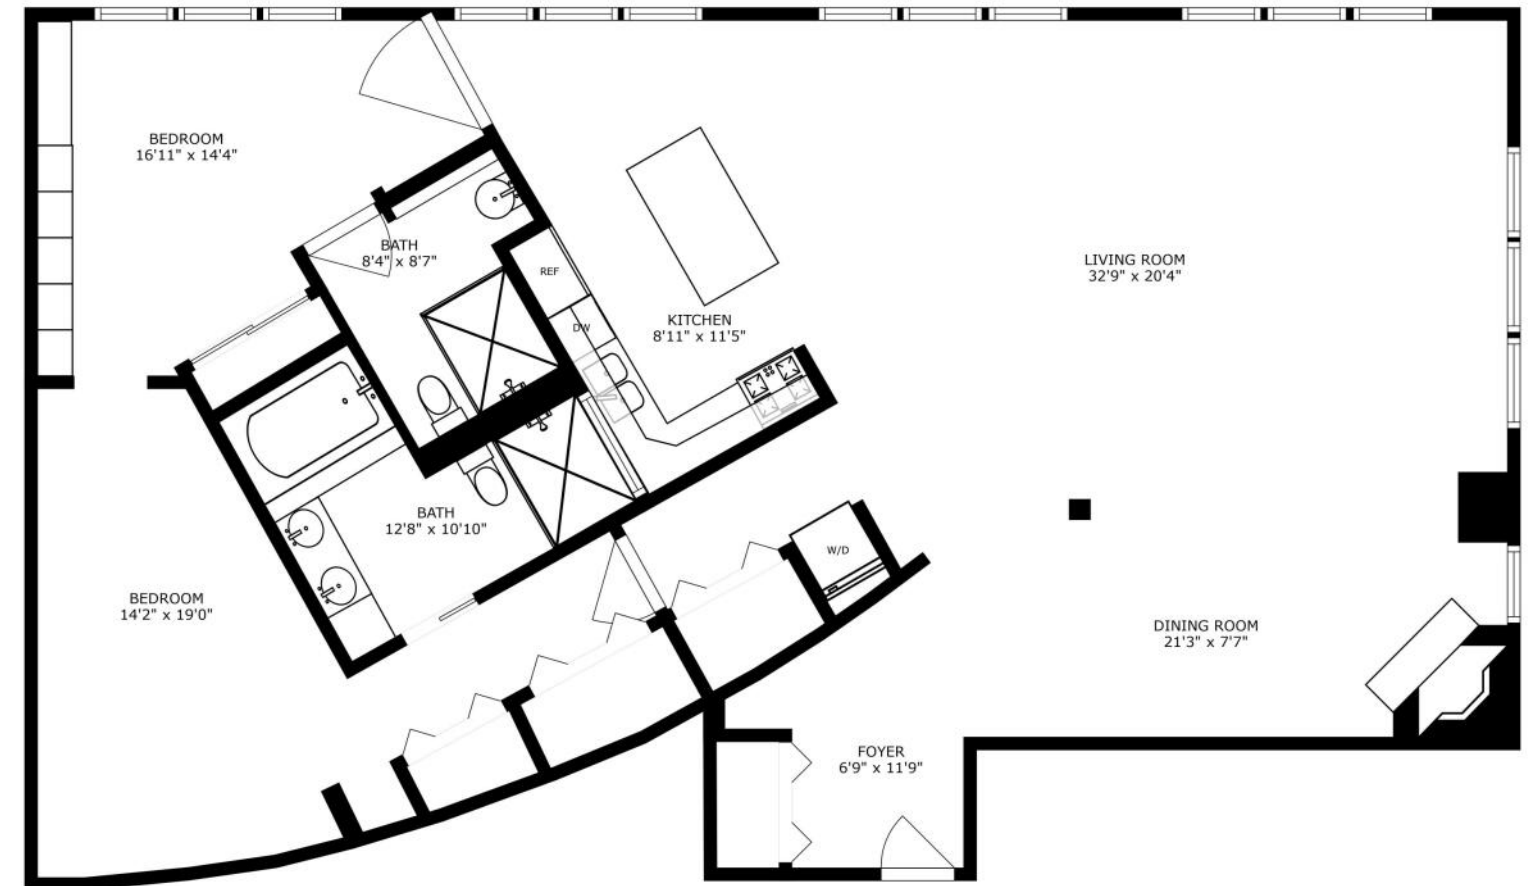 BEDROOM
16'11" x 14'4"
BATH
8'4" x 8'7"
REF
DW
KITCHEN
8'11" x 11'5"
LIVING ROOM
32'9" x 20'4"
BATH
12'8" x 10'10"
W/D
BEDROOM
14'2" x 19'0"
DINING ROOM
21'3" x 7'7"
FOYER
6'9" x 11'9"